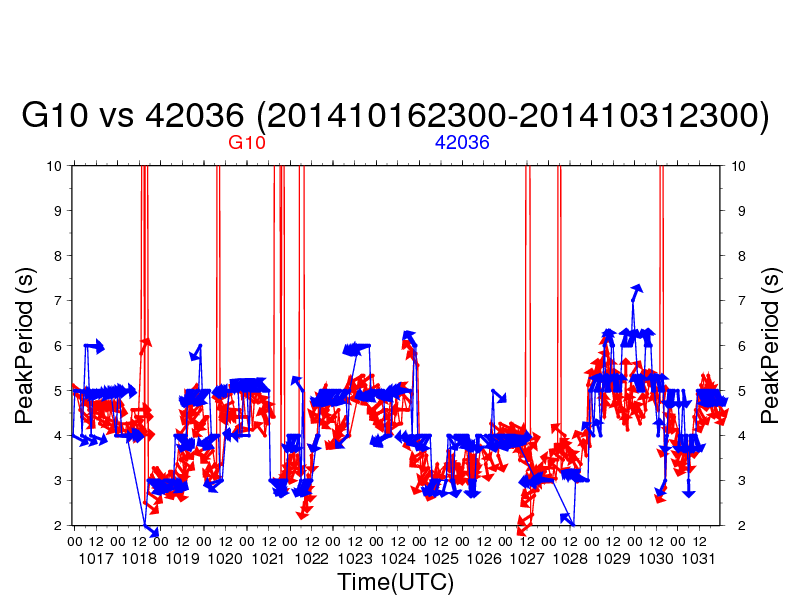 G10 vs 42036 (201410162300-201410312300)
G10 42036
10 10
9 9
8 8
7 7
6 6
5 5
4 4
3 3
2 2
PeakPeriod (s)
PeakPeriod (s)
00 12 00 12 00 12 00 12 00 12 00 12 00 12 00 12 00 12 00 12 00 12 00 12 00 12 00 12 00 12
1017 1018 1019 1020 1021 1022 1023 1024 1025 1026 1027 1028 1029 1030 1031
Time(UTC)